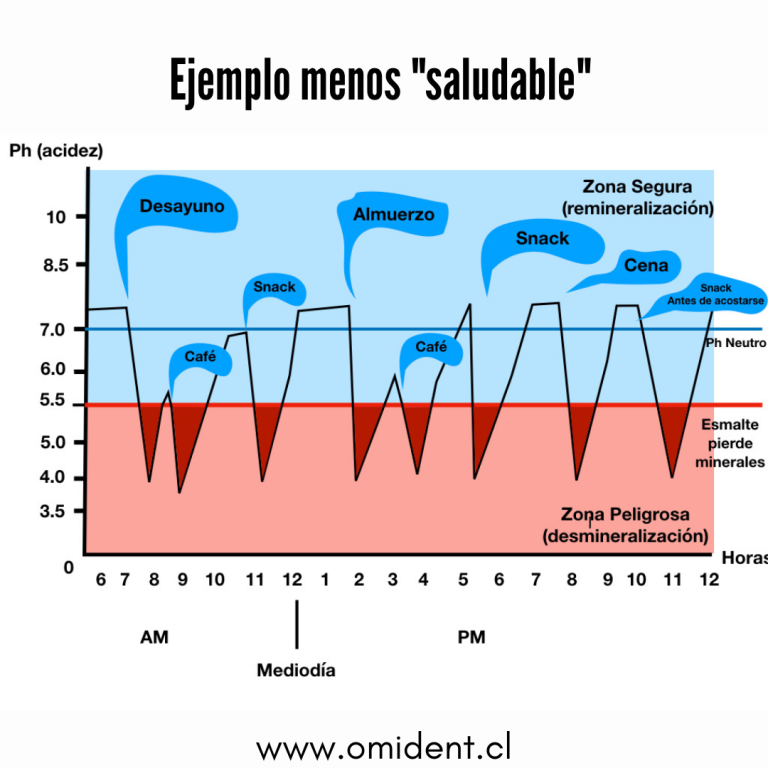 Ejemplo menos "saludable"
Ph (acidez)
Zona Segura
(remineralización)
Desayuno
Almuerzo
10
Snack
8.5
Cena
Snack
Snack
Antes de acostarse
7.0
Ph Neutro
Café
Café
6.0
5.5
Esmalte
pierde
minerales
5.0
4.0
3.5
Zona Peligrosa
(desmineralización)
0
Horas
6 7 8 9 10 11 12 1 2 3 4 5 6 7 8 9 10 11 12
AM
PM
Mediodía
www.omident.cl